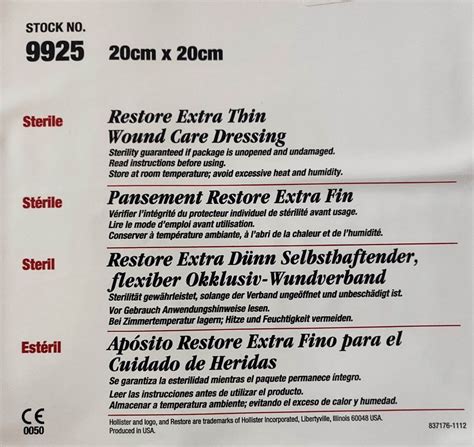 STOCK NO.
9925 20cm x 20cm
Sterile
Restore Extra Thin
Wound Care Dressing
Sterility guaranteed if package is unopened and undamaged.
Read instructions before using.
Store at room temperature; avoid excessive heat and humidity.
Stérile
Pansement Restore Extra Fin
Vérifier l'intégrité du protecteur individuel de stérilité avant usage.
Lire le mode d'emploi avant utilisation.
Conserver à température ambiante, à l'abri de la chaleur et de l'humidité.
Steril
Restore Extra Dünn Selbsthaftender,
flexiber Okklusiv-Wundverband
Sterilität gewährleistet, solange der Verband ungeöffnet und unbeschädigt ist.
Vor Gebrauch Anwendungshinweise lesen.
Bei Zimmertemperatur lagern; Hitze und Feuchtigkeit vermeiden.
Estéril
Apósito Restore Extra Fino para el
Cuidado de Heridas
Se garantiza la esterilidad mientras el paquete permanece íntegro.
Leer las instrucciones antes de utilizar el producto.
Almacenar a temperatura ambiente; evitando el exceso de calor y humedad.
CE
0050
Hollister and logo, and Restore are trademarks of Hollister Incorporated, Libertyville, Illinois 60048 USA.
Produced in USA.
837176-1112